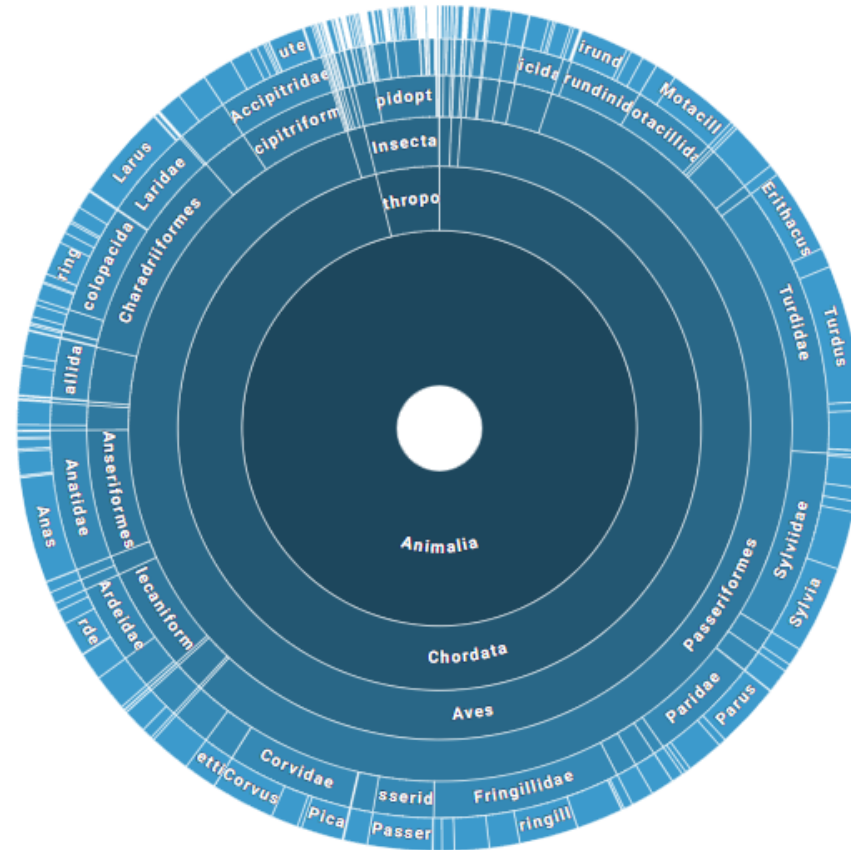 Animalia
Chordata
thropo
Aves
Insecta
Passeriformes
lecaniform
Anseriformes
Charadriiformes
cipitriform
pidopt
icida
rundinid
otacillida
Turdidae
Sylviidae
Paridae
Fringillidae
sserid
Corvidae
Ardeidae
Anatidae
allida
colopacida
Laridae
Accipitridae
irund
Motacill
Erithacus
Turdus
Sylvia
Parus
ringill
Passer
Pica
Corvus
etti
rde
Anas
ring
Larus
ute